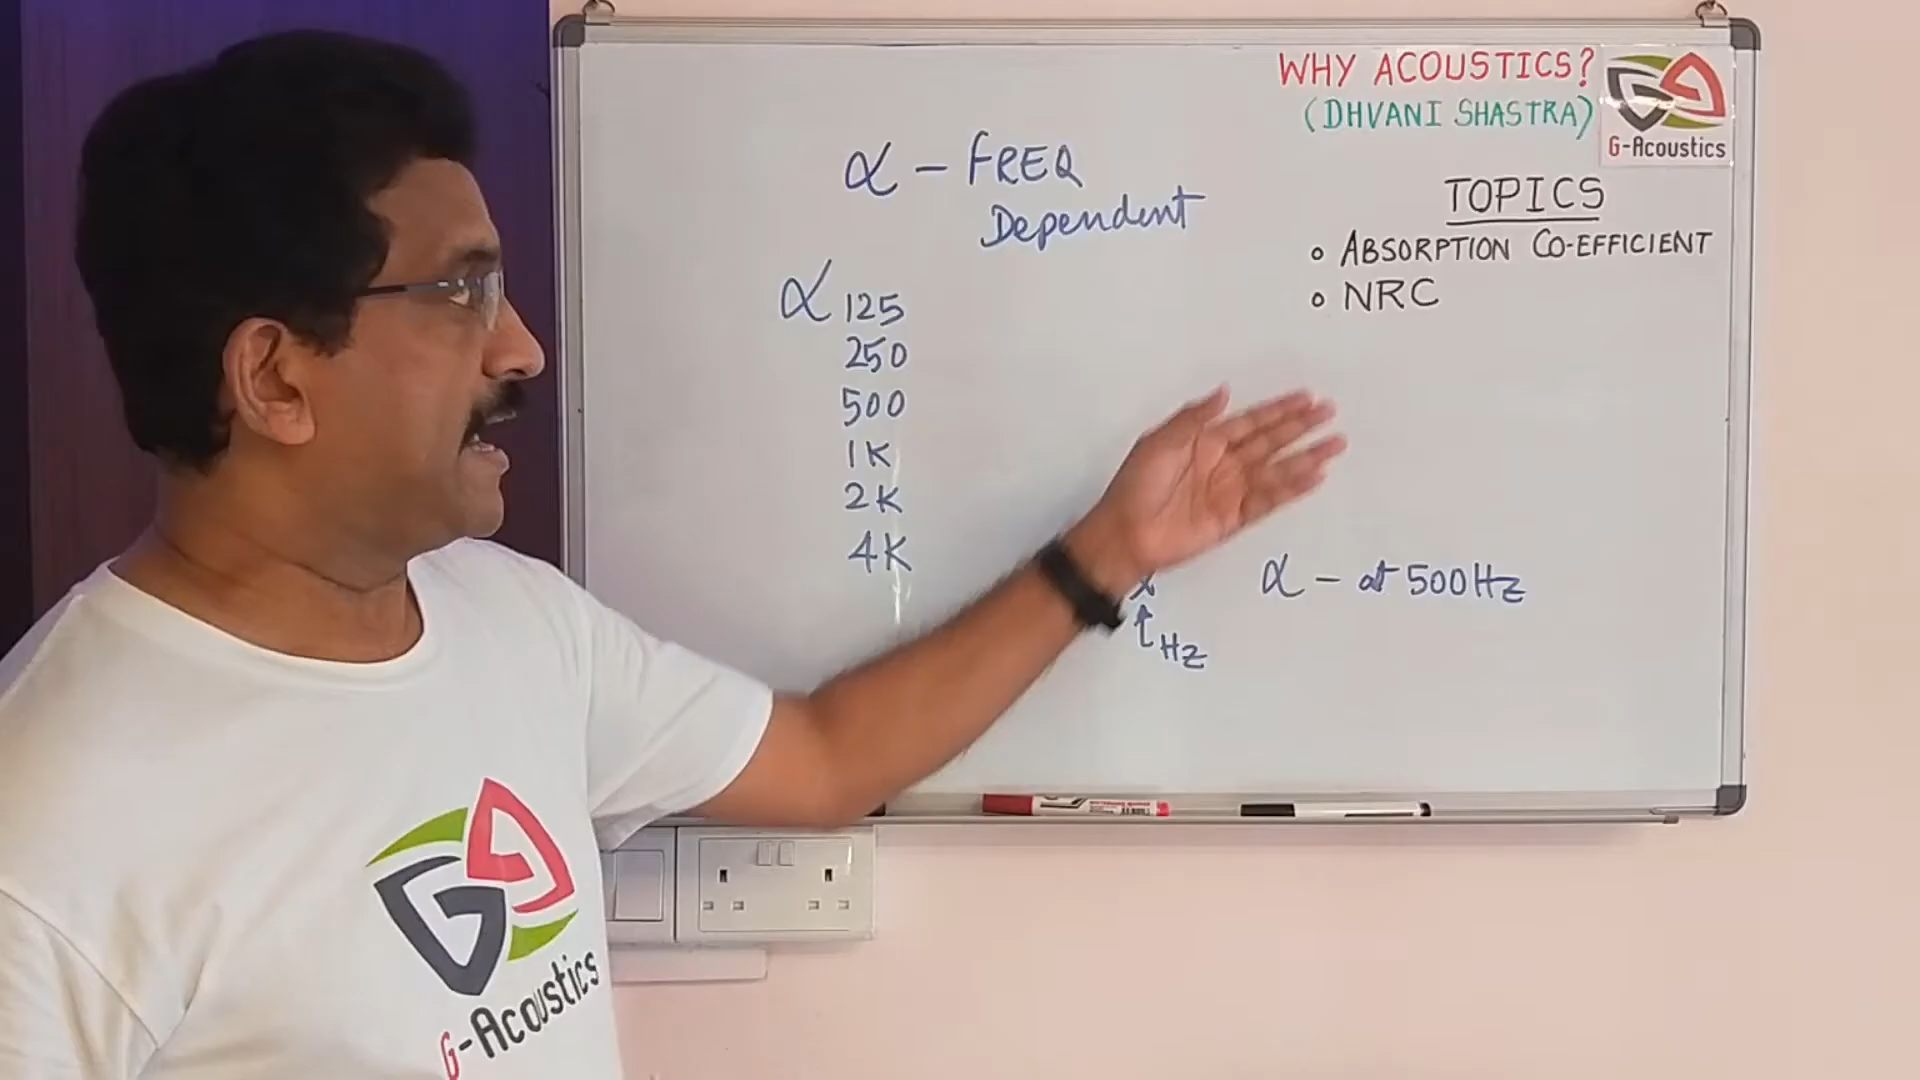 WHY ACOUSTICS?
(DHVANI SHASTRA)
G-Acoustics
TOPICS
o ABSORPTION CO-EFFICIENT
o NRC
α – FREQ
Dependent
α 125
250
500
1K
2K
4K
Hz
α – at 500Hz
G-Acoustics